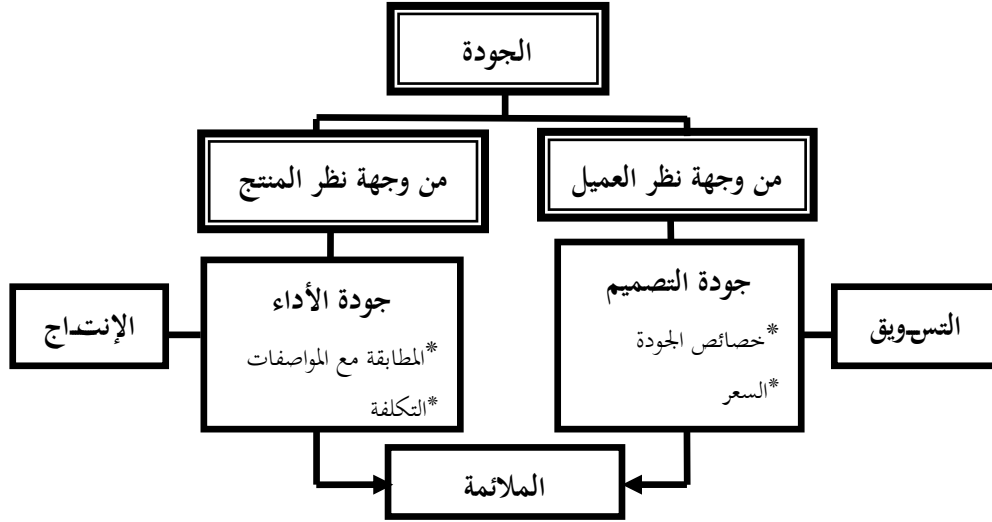 الجودة
من وجهة نظر العميل
من وجهة نظر المنتج
جودة التصميم
*خصائص الجودة
*السعر
التسـويق
جودة الأداء
*المطابقة مع المواصفات
*التكلفة
الإنتـاج
الملائمة